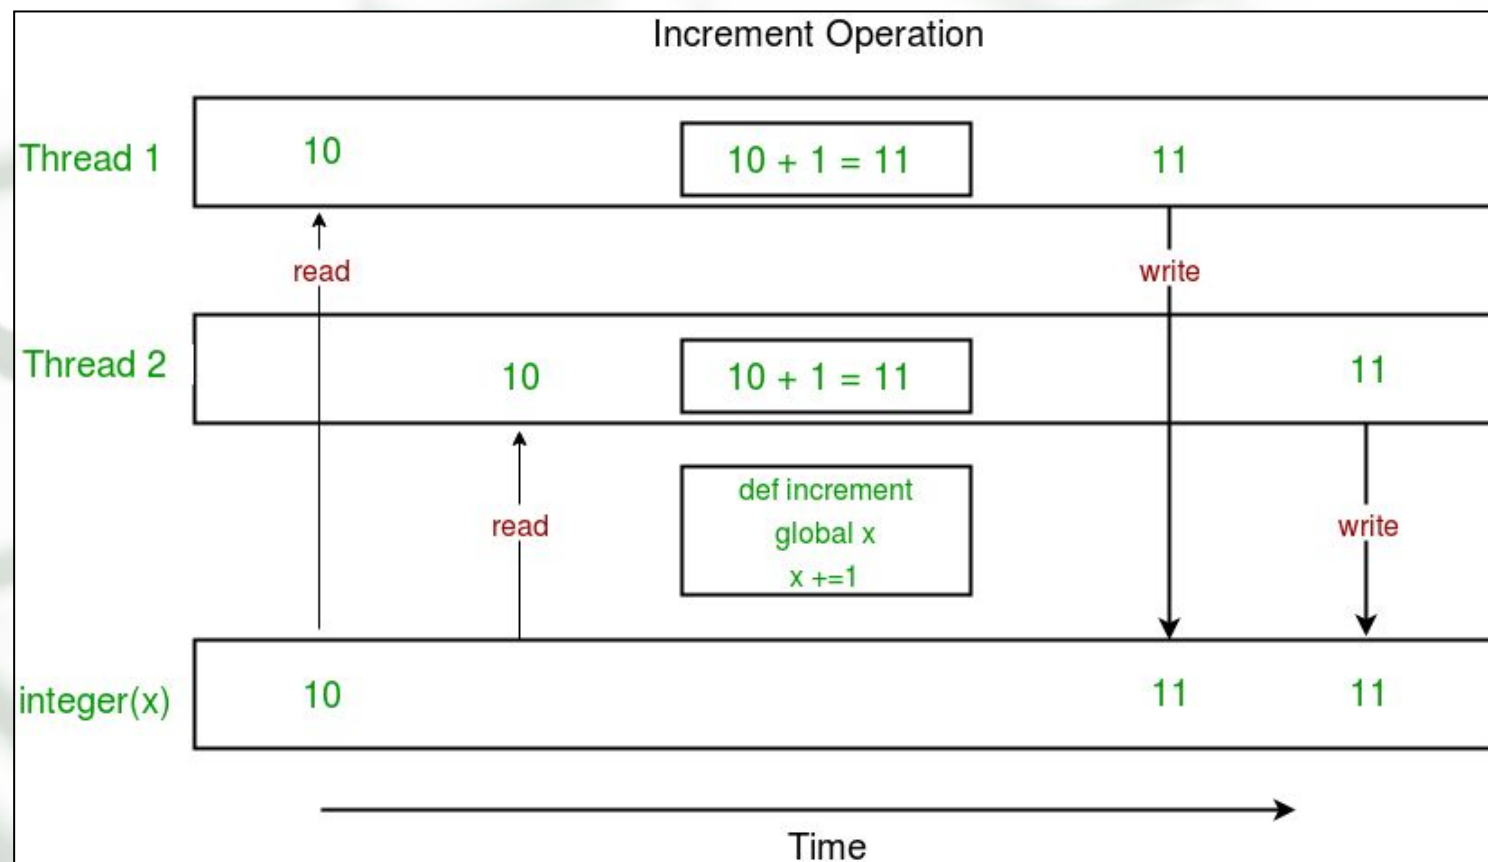 Increment Operation
Thread 1
10
10 + 1 = 11
11
read
write
Thread 2
10
10 + 1 = 11
11
read
def increment
global x
x +=1
write
integer(x)
10
11
11
Time